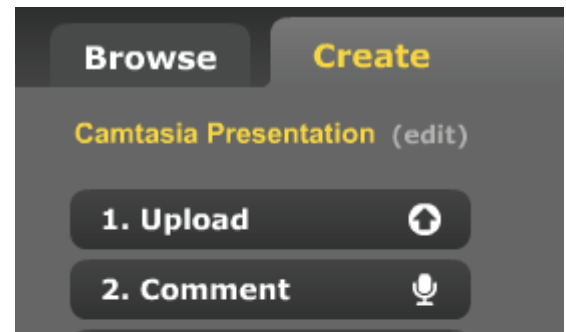 Browse Create
Camtasia Presentation (edit)
1. Upload
2. Comment